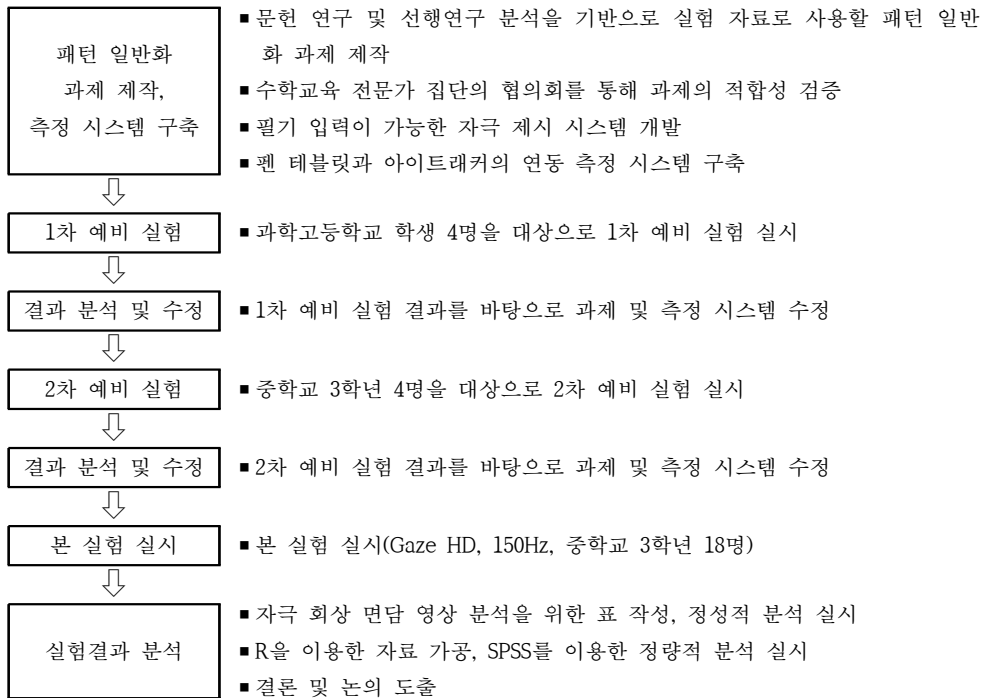 패턴 일반화
과제 제작,
측정 시스템 구축
▪문헌 연구 및 선행연구 분석을 기반으로 실험 자료로 사용할 패턴 일반
화 과제 제작
▪수학교육 전문가 집단의 협의회를 통해 과제의 적합성 검증
▪필기 입력이 가능한 자극 제시 시스템 개발
▪펜 테블릿과 아이트래커의 연동 측정 시스템 구축
1차 예비 실험
▪과학고등학교 학생 4명을 대상으로 1차 예비 실험 실시
결과 분석 및 수정
▪1차 예비 실험 결과를 바탕으로 과제 및 측정 시스템 수정
2차 예비 실험
▪중학교 3학년 4명을 대상으로 2차 예비 실험 실시
결과 분석 및 수정
▪2차 예비 실험 결과를 바탕으로 과제 및 측정 시스템 수정
본 실험 실시
▪본 실험 실시(Gaze HD, 150Hz, 중학교 3학년 18명)
실험결과 분석
▪자극 회상 면담 영상 분석을 위한 표 작성, 정성적 분석 실시
▪R을 이용한 자료 가공, SPSS를 이용한 정량적 분석 실시
▪결론 및 논의 도출